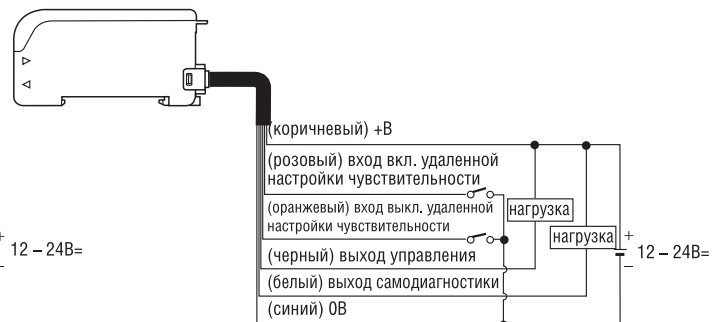 (коричневый) +В
(розовый) вход вкл. удаленной
настройки чувствительности
(оранжевый) вход выкл. удаленной
настройки чувствительности
нагрузка
нагрузка
+
12 – 24В=
–
+
12 – 24В=
–
(черный) выход управления
(белый) выход самодиагностики
(синий) 0В